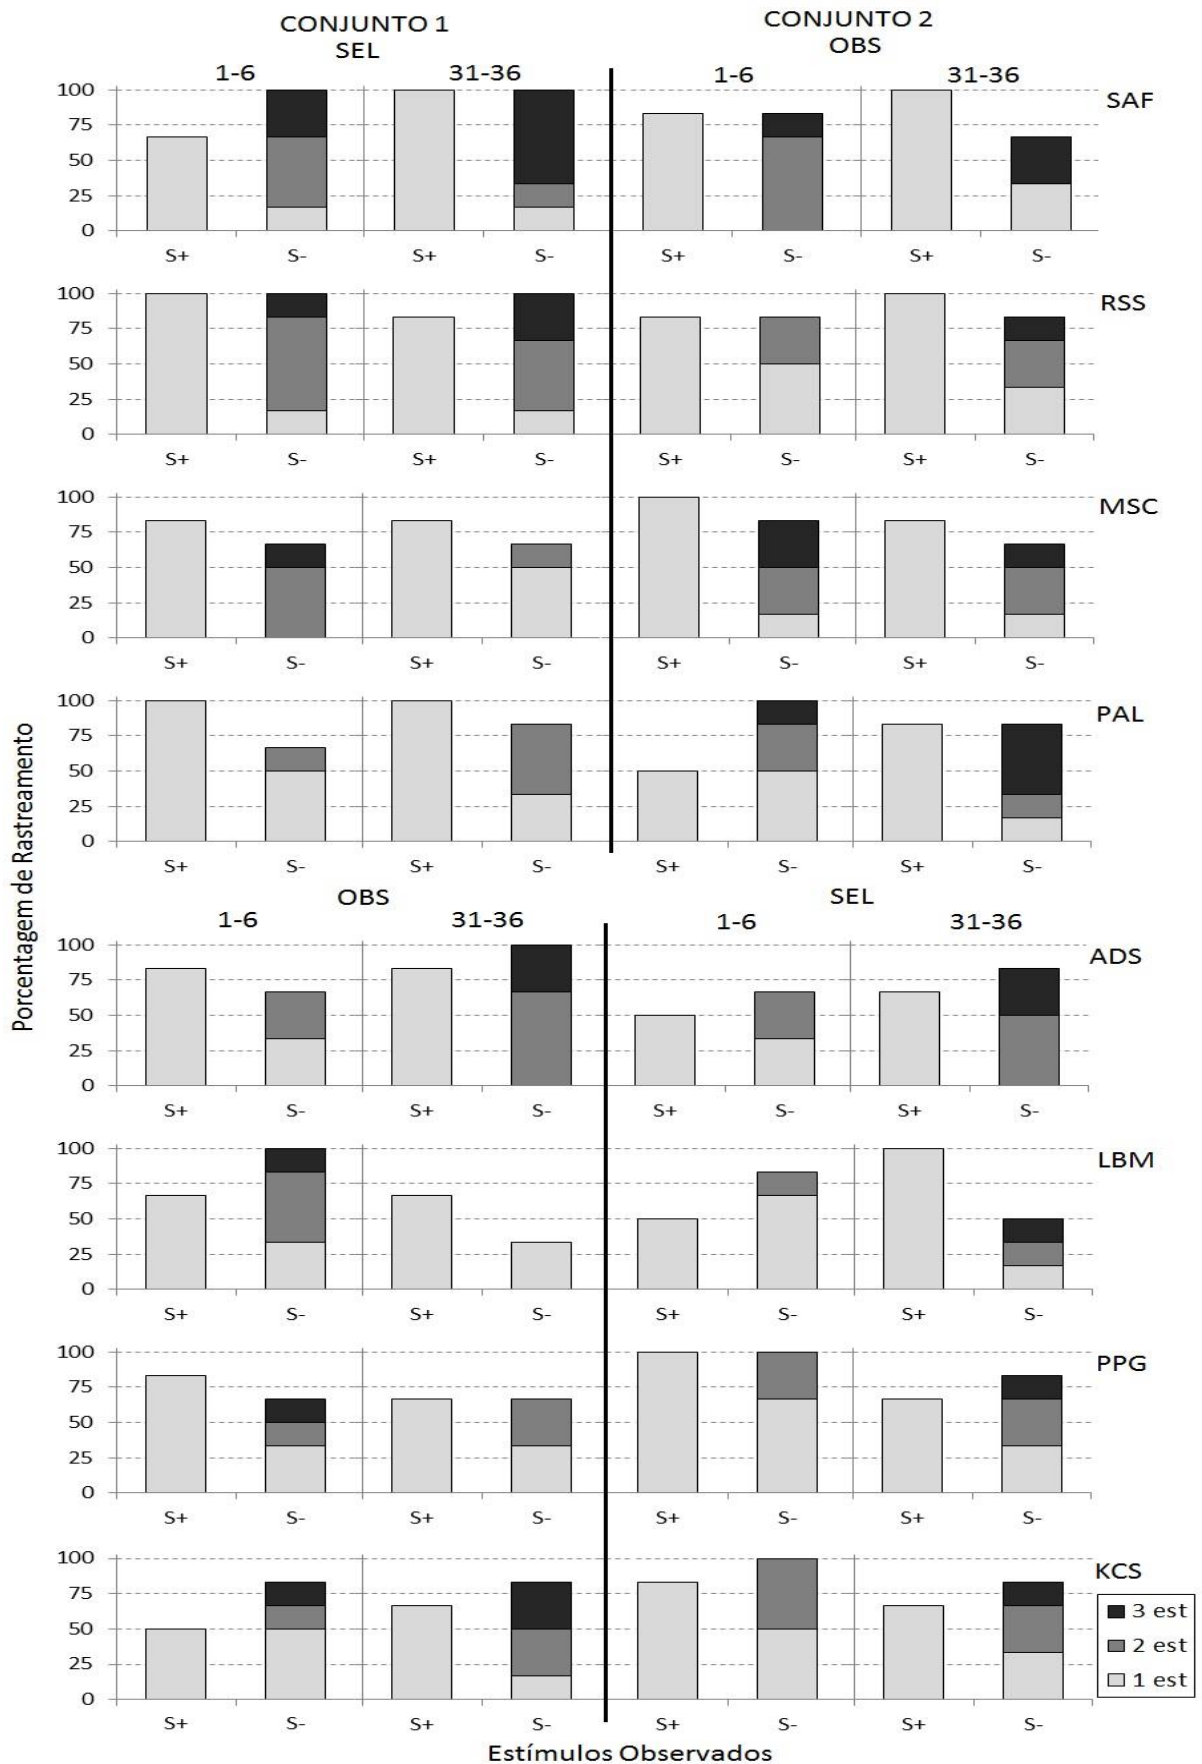 CONJUNTO 1 CONJUNTO 2
SEL OBS
1-6 31-36 1-6 31-36
SAF
100
75
50
25
0
S+ S- S+ S- S+ S- S+ S-
RSS
100
75
50
25
0
S+ S- S+ S- S+ S- S+ S-
MSC
100
75
50
25
0
S+ S- S+ S- S+ S- S+ S-
PAL
100
75
50
25
0
S+ S- S+ S- S+ S- S+ S-
Porcentagem de Rastreamento
OBS SEL
1-6 31-36 1-6 31-36
ADS
100
75
50
25
0
S+ S- S+ S- S+ S- S+ S-
LBM
100
75
50
25
0
S+ S- S+ S- S+ S- S+ S-
PPG
100
75
50
25
0
S+ S- S+ S- S+ S- S+ S-
KCS
100
75
50
25
0
3 est
2 est
1 est
S+ S- S+ S- S+ S- S+ S-
Estímulos Observados